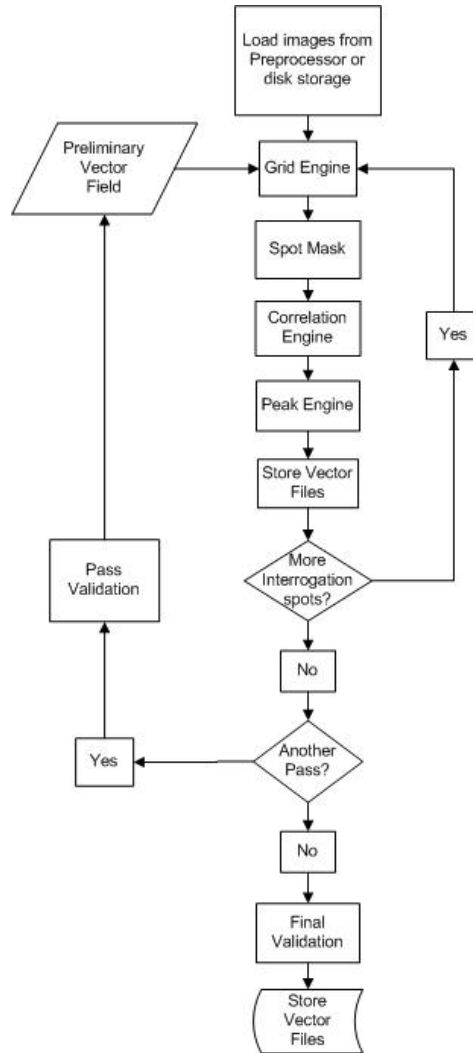 Load images from
Preprocessor or
disk storage
Preliminary
Vector
Field
Grid Engine
Spot Mask
Correlation
Engine
Yes
Peak Engine
Store Vector
Files
More
Interrogation
spots?
Pass
Validation
No
Another
Pass?
Yes
No
Final
Validation
Store
Vector
Files